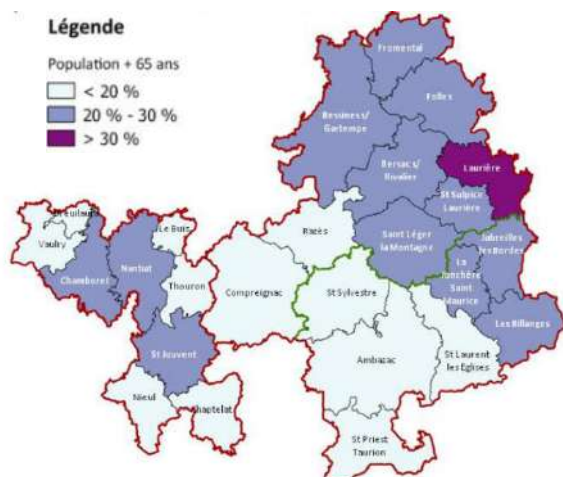 Légende
Population + 65 ans
< 20 %
20 % - 30 %
> 30 %
Fromental
Folles
Bessines/
Gartempe
Bersacs/
Rivalier
Laurière
St Sulpice
Laurière
Breuilaufa
Vaulry
Le Buis
Razès
Saint Léger
la Montagne
Jabreilles
les Bordes
Chamboret
Nantiat
Thouron
Compreignac
St Sylvestre
La
Jonchère
Saint
Maurice
Les Billanges
St Jouvent
Ambazac
St Laurent
les Eglises
Nieul
Chaptelat
St Priest
Taurion